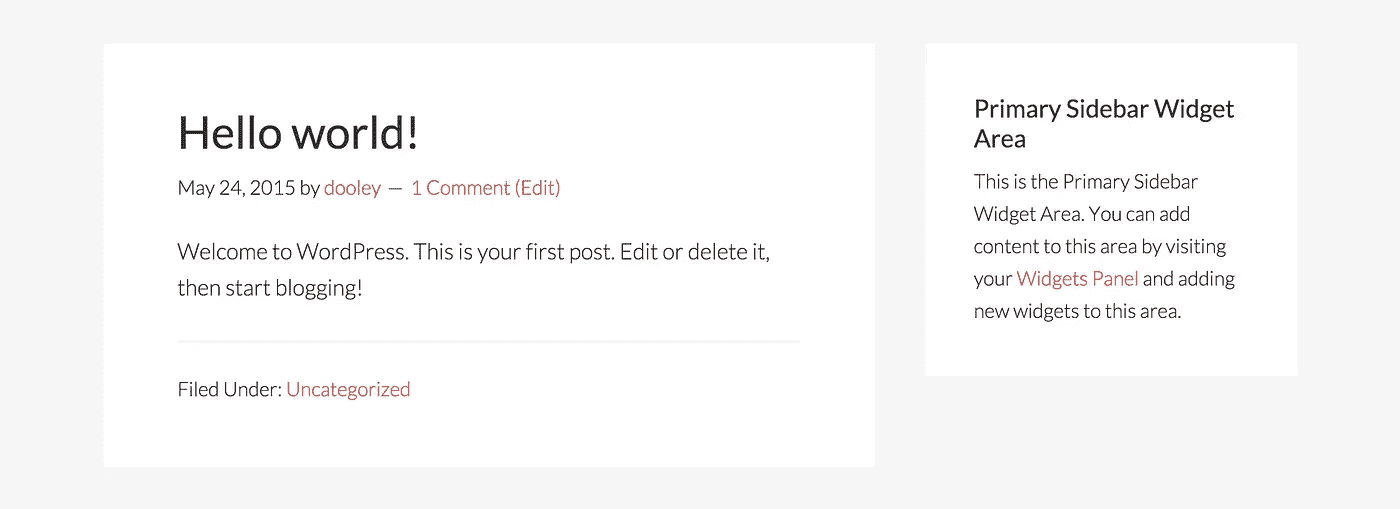 Hello world!
May 24, 2015 by dooley — 1 Comment (Edit)
Welcome to WordPress. This is your first post. Edit or delete it,
then start blogging!
Filed Under: Uncategorized
Primary Sidebar Widget
Area
This is the Primary Sidebar
Widget Area. You can add
content to this area by visiting
your Widgets Panel and adding
new widgets to this area.